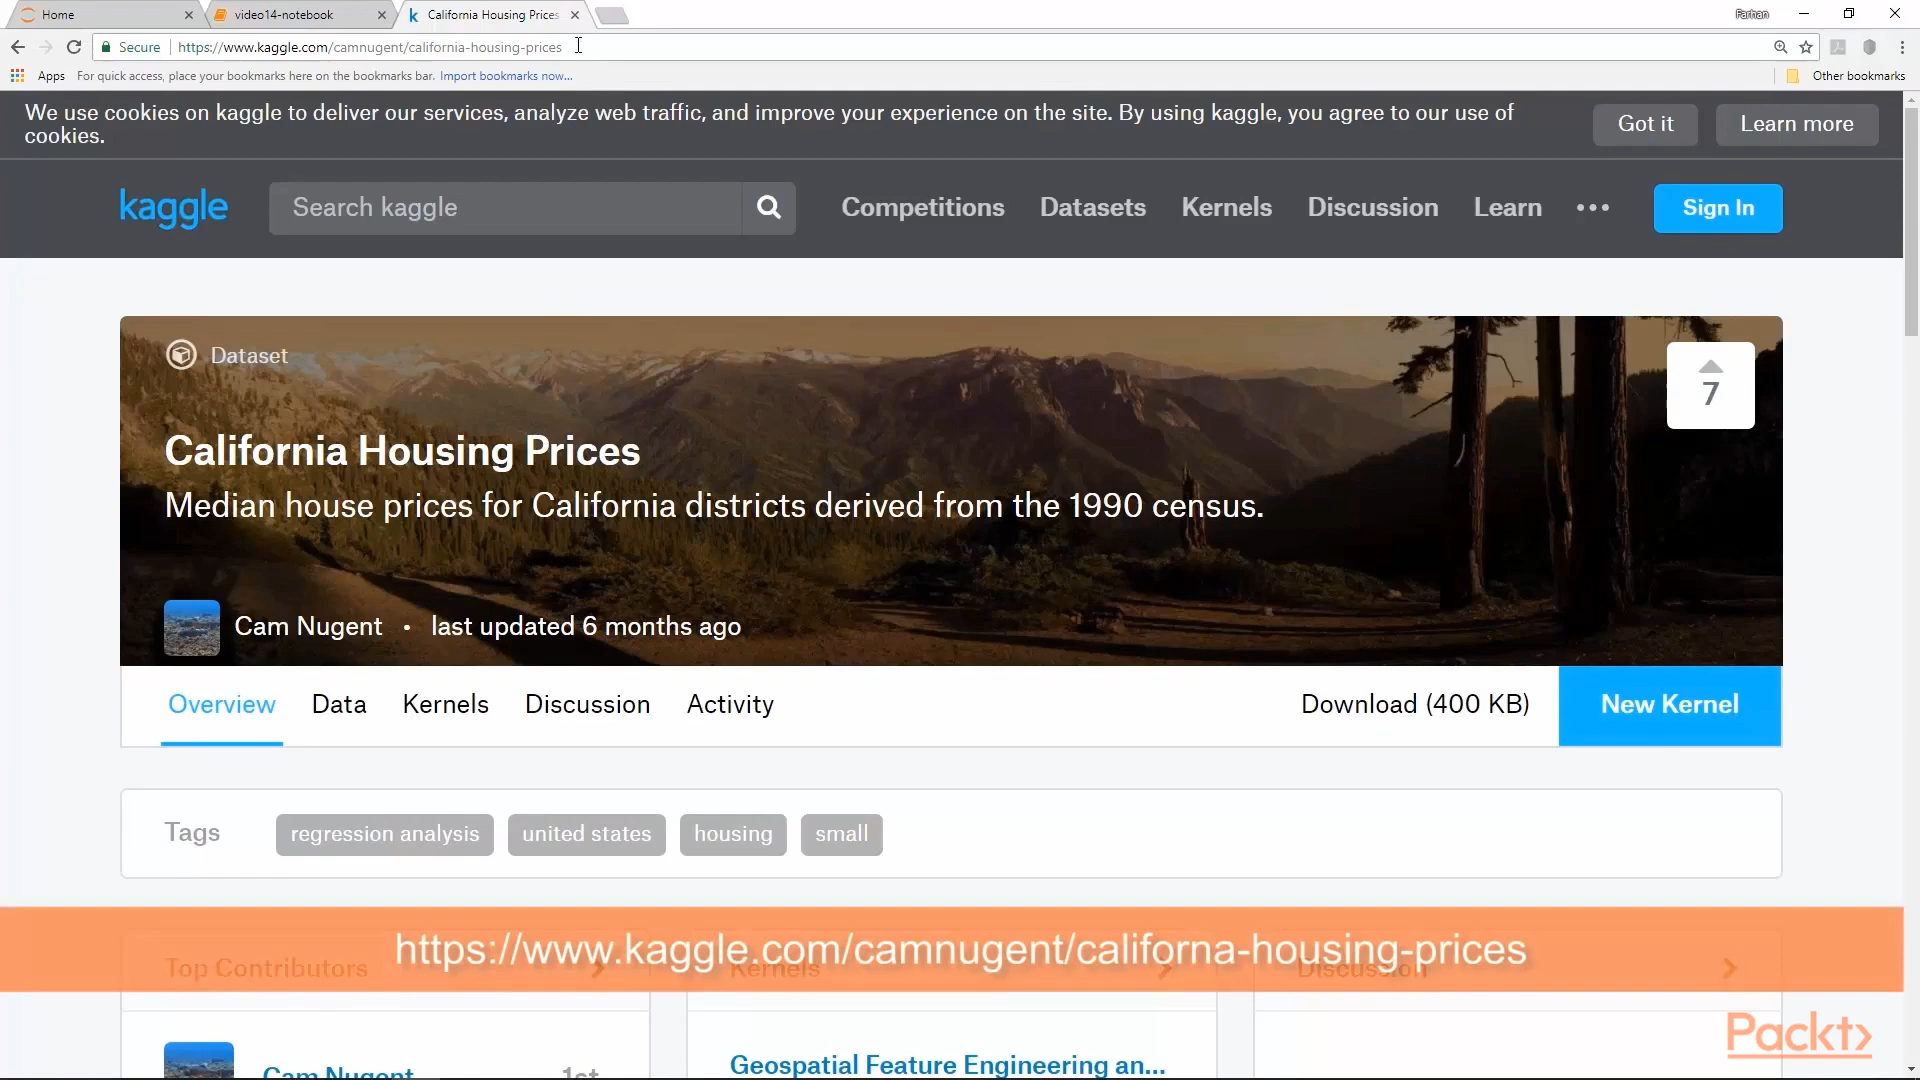 Home
video14-notebook
California Housing Prices
Farhan
Secure
https://www.kaggle.com/camnugent/california-housing-prices
Apps
For quick access, place your bookmarks here on the bookmarks bar. Import bookmarks now...
Other bookmarks
We use cookies on kaggle to deliver our services, analyze web traffic, and improve your experience on the site. By using kaggle, you agree to our use of
cookies.
Got it
Learn more
kaggle
Search kaggle
Competitions
Datasets
Kernels
Discussion
Learn
Sign In
Dataset
7
California Housing Prices
Median house prices for California districts derived from the 1990 census.
Cam Nugent • last updated 6 months ago
Overview
Data
Kernels
Discussion
Activity
Download (400 KB)
New Kernel
Tags
regression analysis
united states
housing
small
https://www.kaggle.com/camnugent/californa-housing-prices
Top Contributors
Kernels
Discussion
Packt
Cam Nugent
1st
Geospatial Feature Engineering an...